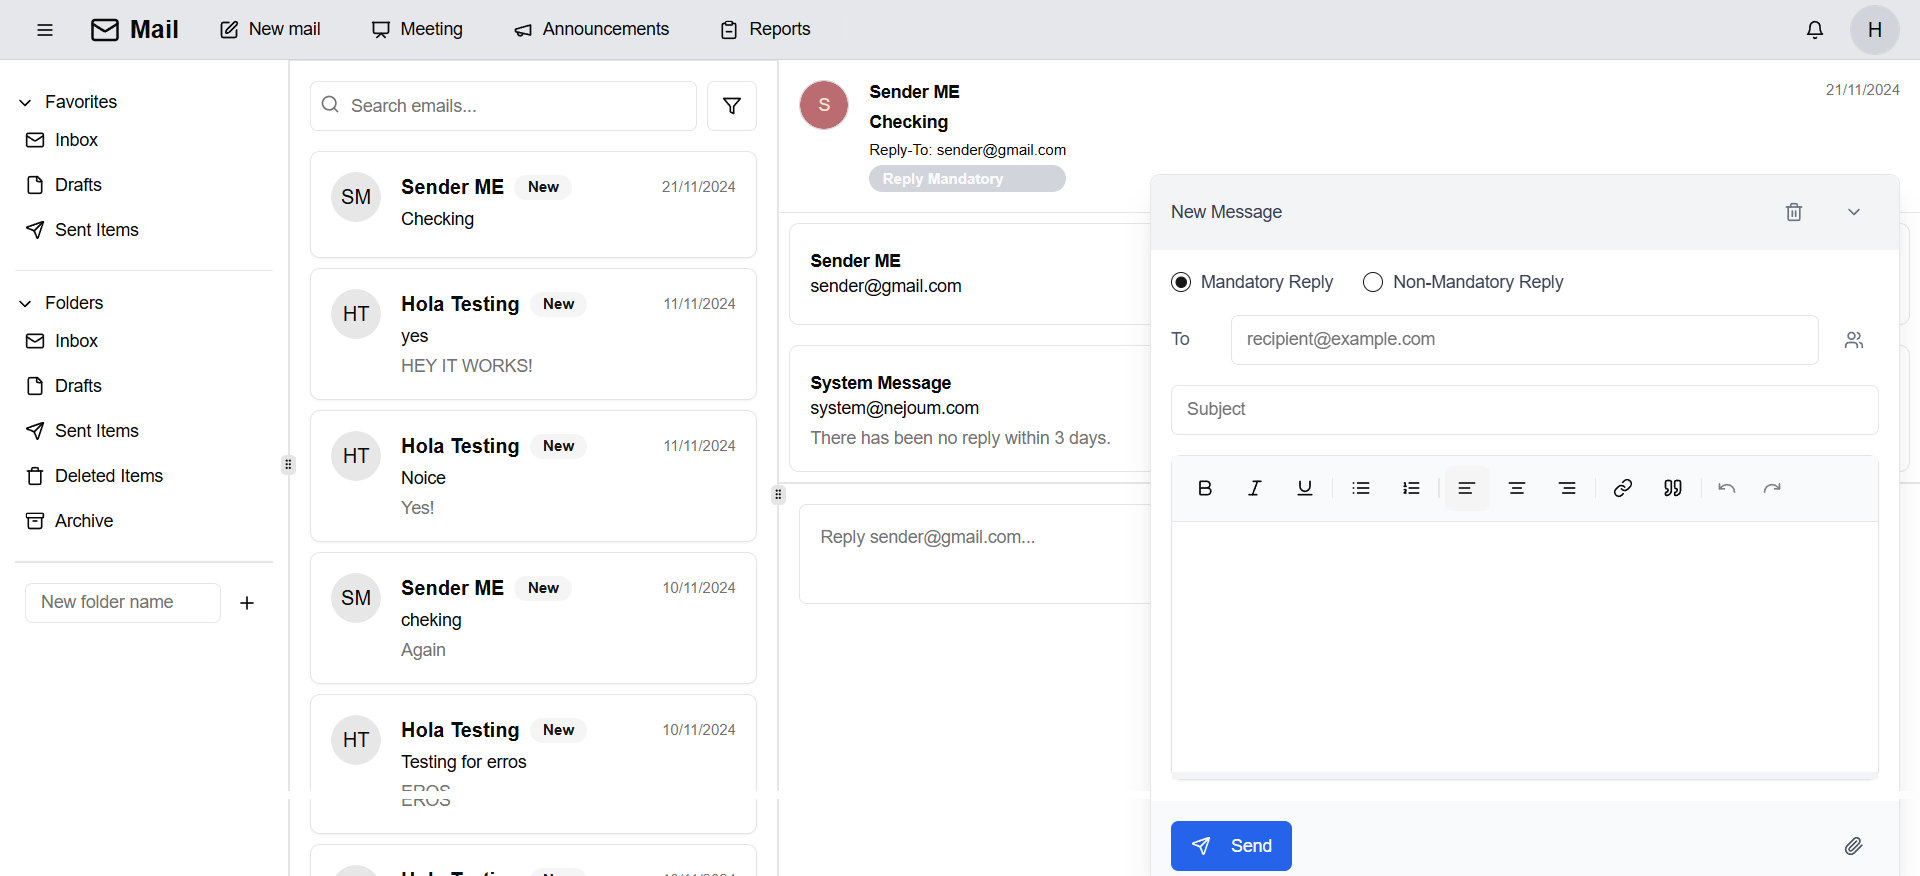 Mail
New mail
Meeting
Announcements
Reports
H
Favorites
Inbox
Drafts
Sent Items
Folders
Inbox
Drafts
Sent Items
Deleted Items
Archive
New folder name
Search emails...
SM
Sender ME
New
21/11/2024
Checking
HT
Hola Testing
New
11/11/2024
yes
HEY IT WORKS!
HT
Hola Testing
New
11/11/2024
Noice
Yes!
SM
Sender ME
New
10/11/2024
cheking
Again
HT
Hola Testing
New
10/11/2024
Testing for erros
EROS
S
Sender ME
21/11/2024
Checking
Reply-To: sender@gmail.com
Reply Mandatory
Sender ME
sender@gmail.com
System Message
system@nejoum.com
There has been no reply within 3 days.
Reply sender@gmail.com...
New Message
Mandatory Reply
Non-Mandatory Reply
To
recipient@example.com
Subject
Send